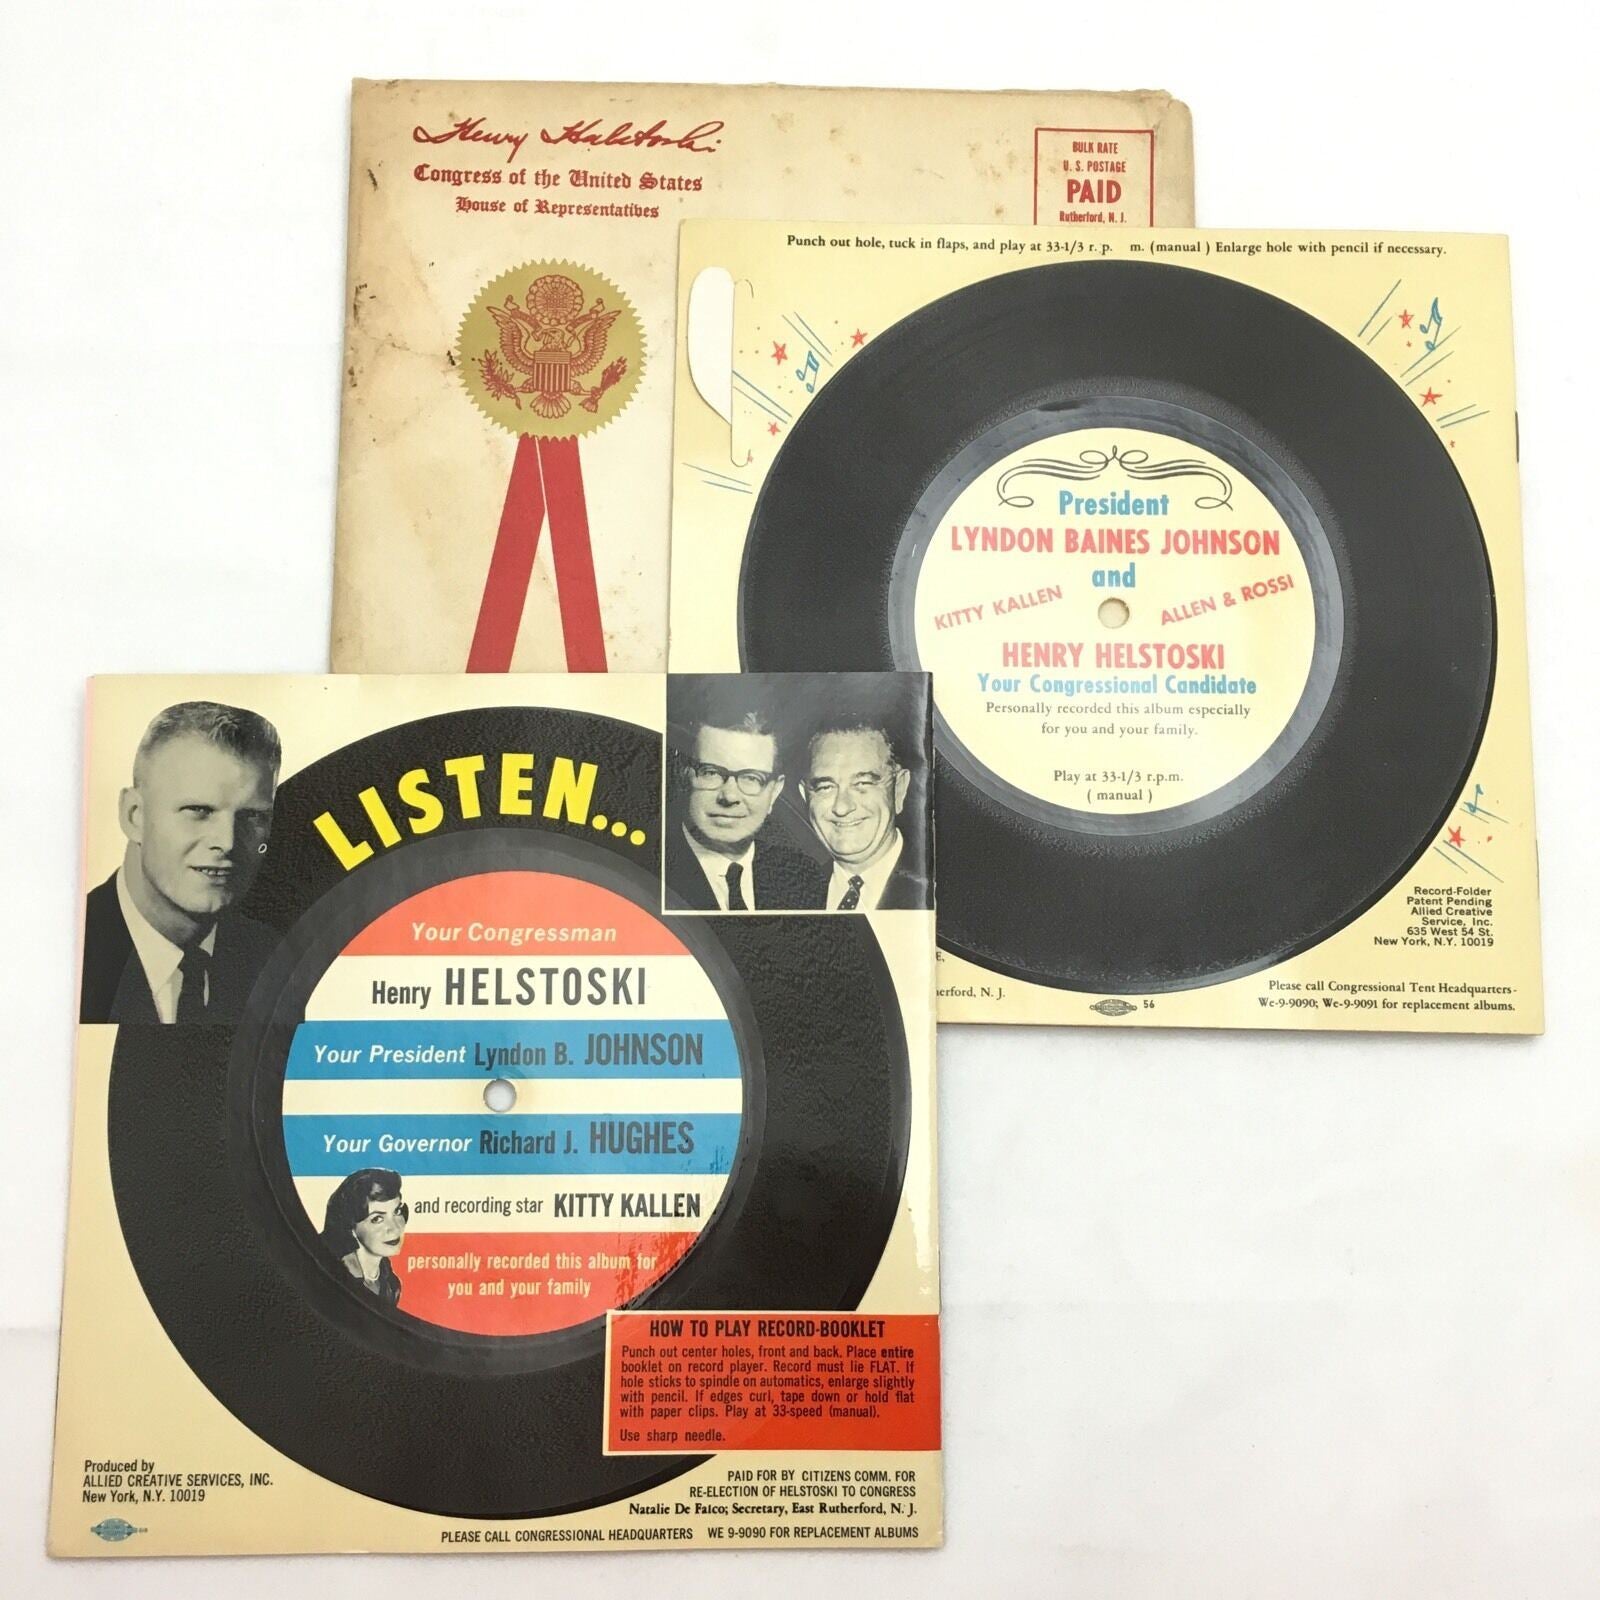 Henry Helstoski
Congress of the United States
House of Representatives
BULK RATE
U. S. POSTAGE
PAID
Rutherford, N. J.
Punch out hole, tuck in flaps, and play at 33-1/3 r. p. m. (manual ) Enlarge hole with pencil if necessary.
President
LYNDON BAINES JOHNSON
and
KITTY KALLEN
ALLEN & ROSSI
HENRY HELSTOSKI
Your Congressional Candidate
Personally recorded this album especially
for you and your family.
Play at 33-1/3 r.p.m.
( manual )
Record-Folder
Patent Pending
Allied Creative
Service, Inc.
635 West 54 St.
New York, N.Y. 10019
E,
erford, N. J.
56
Please call Congressional Tent Headquarters-
We-9-9090; We-9-9091 for replacement albums.
LISTEN...
Your Congressman
Henry HELSTOSKI
Your President Lyndon B. JOHNSON
Your Governor Richard J. HUGHES
and recording star KITTY KALLEN
personally recorded this album for
you and your family
HOW TO PLAY RECORD-BOOKLET
Punch out center holes, front and back. Place entire
booklet on record player. Record must lie FLAT. If
hole sticks to spindle on automatics, enlarge slightly
with pencil. If edges curl, tape down or hold flat
with paper clips. Play at 33-speed (manual).
Use sharp needle.
Produced by
ALLIED CREATIVE SERVICES, INC.
New York, N.Y. 10019
PAID FOR BY CITIZENS COMM. FOR
RE-ELECTION OF HELSTOSKI TO CONGRESS
Natalie De Falco; Secretary, East Rutherford, N. J.
PLEASE CALL CONGRESSIONAL HEADQUARTERS WE 9-9090 FOR REPLACEMENT ALBUMS